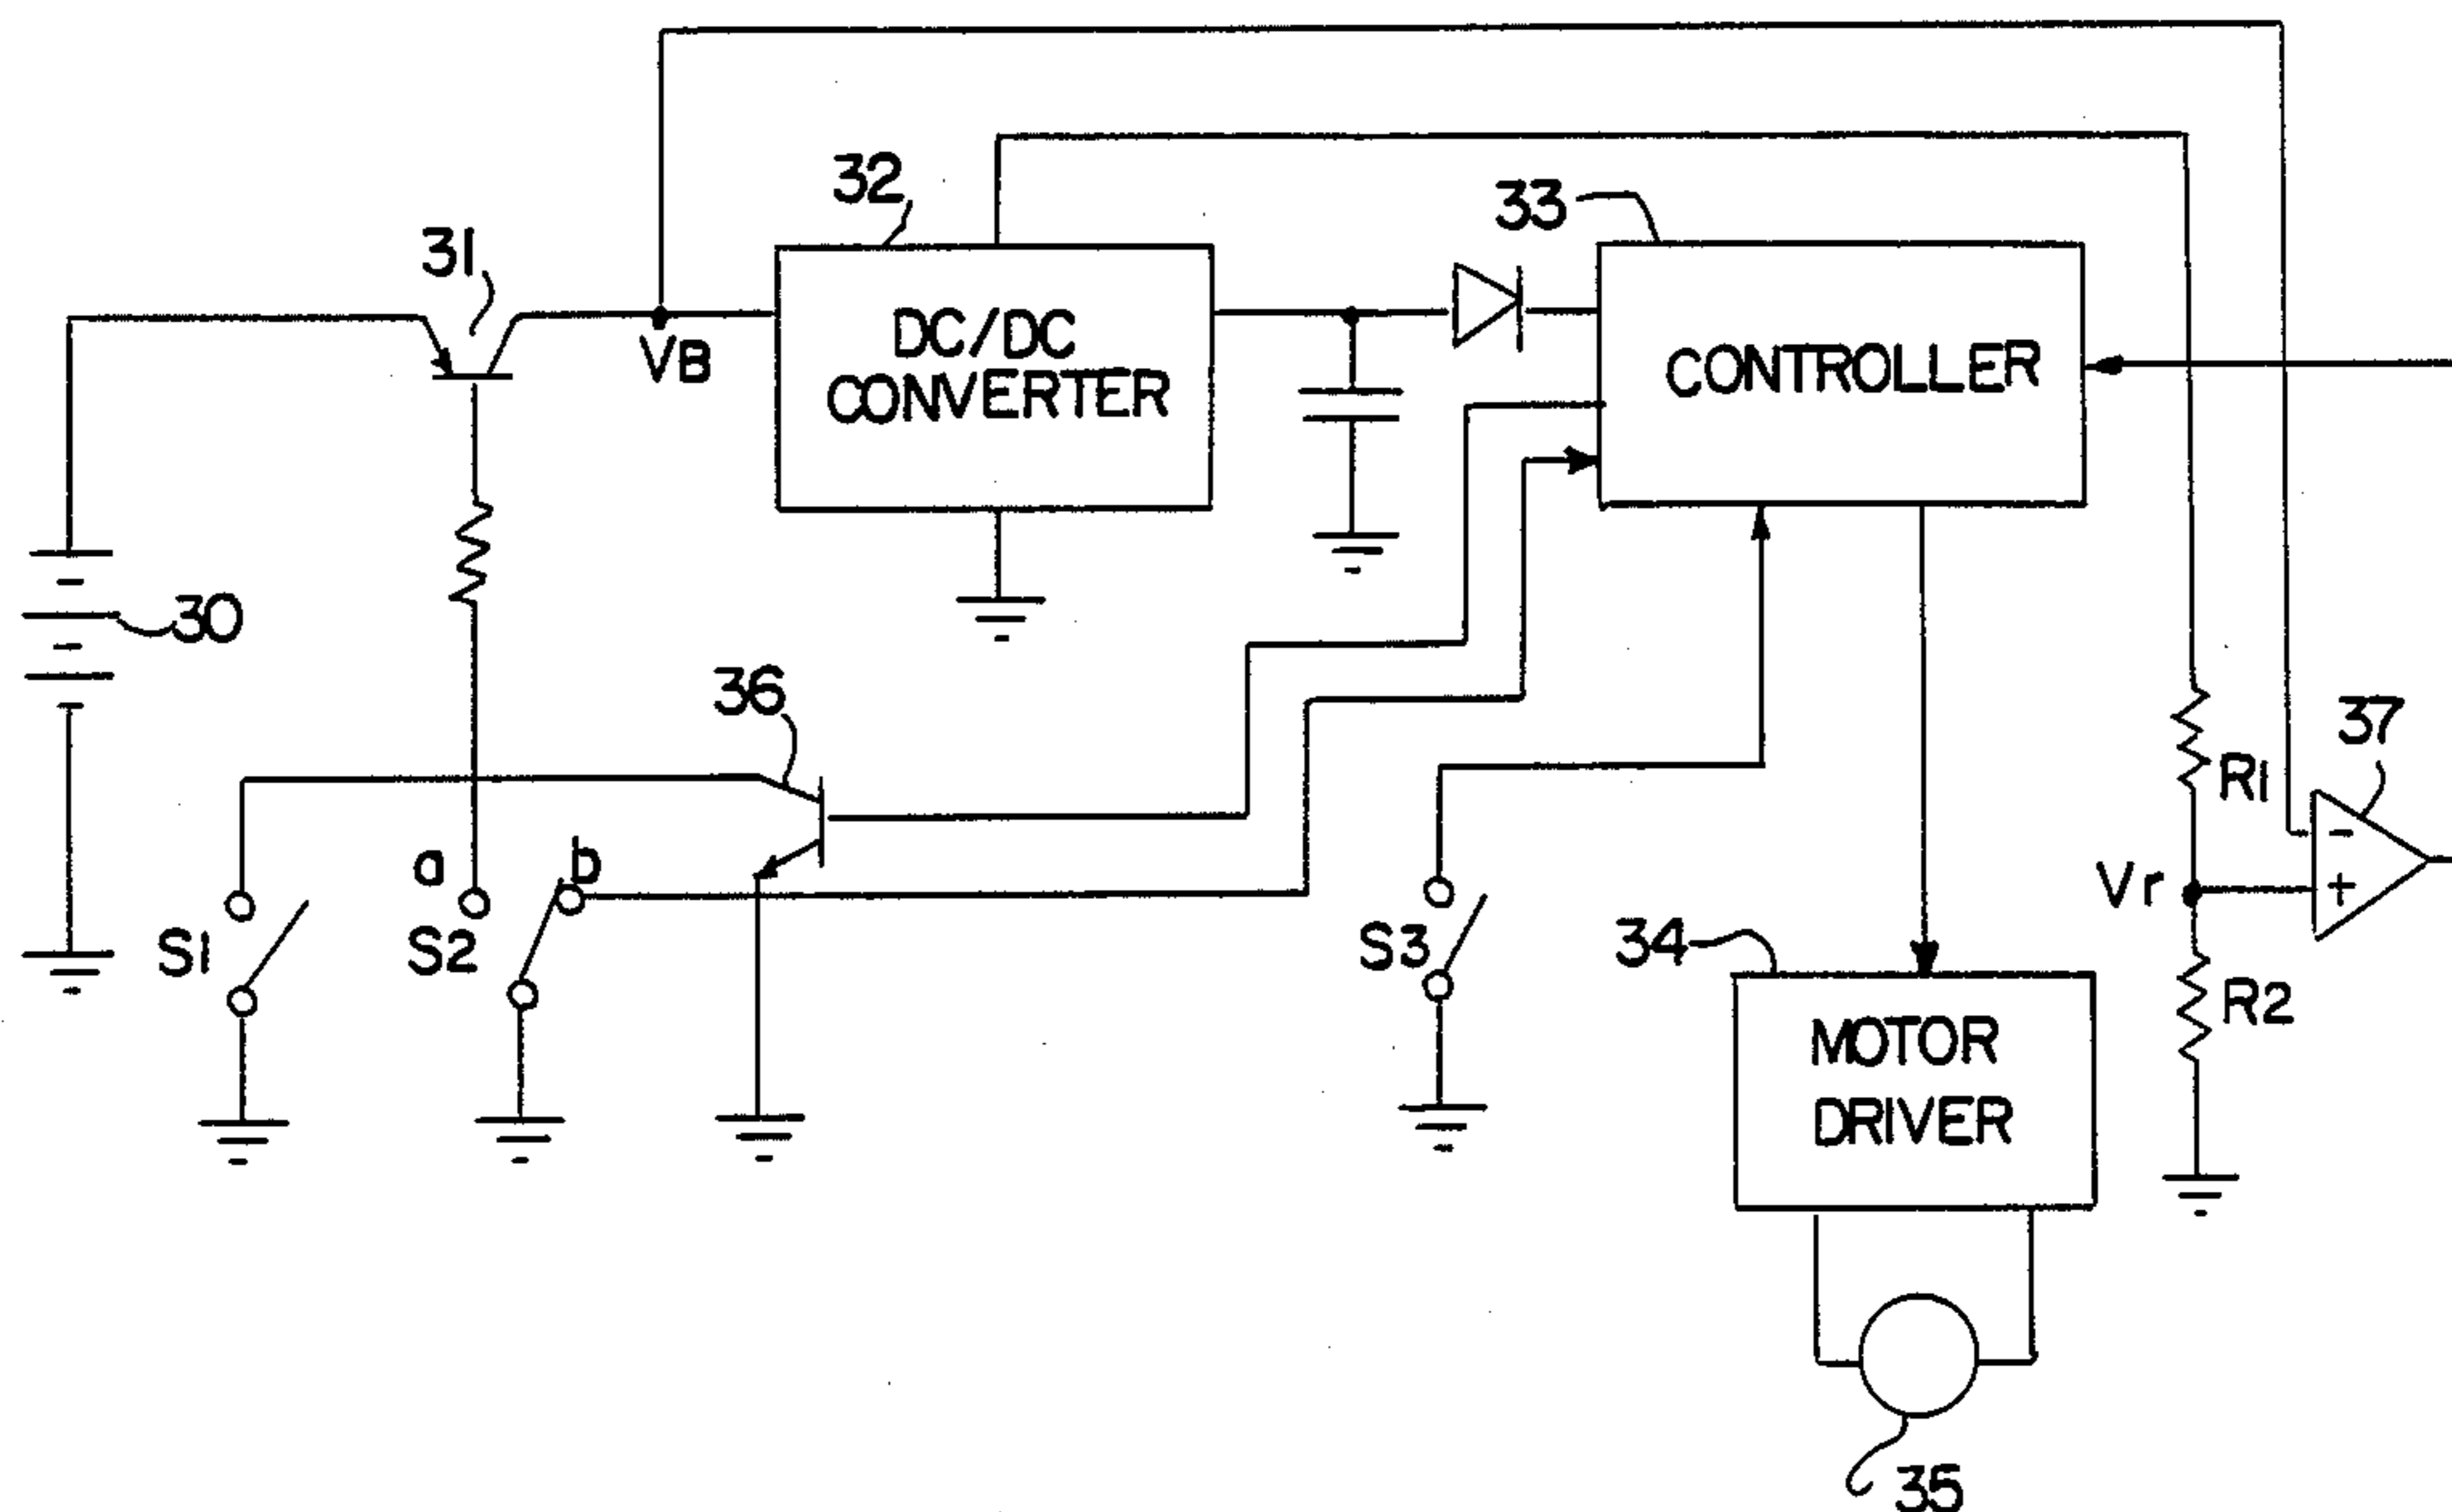 32
33
31
DC/DC
CONVERTER
VB
CONTROLLER
30
36
37
R1
a
b
-
Vr
+
S1
S2
S3
34
R2
MOTOR
DRIVER
35